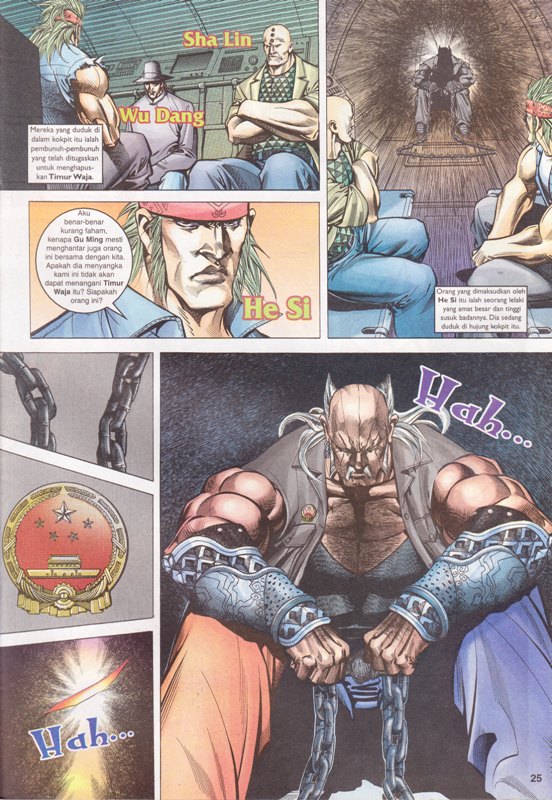 Sha Lin
Wu Dang
Mereka yang duduk di
dalam kokpit itu ialah
pembunuh-pembunuh
yang telah ditugaskan
untuk menghapus-
kan Timur Waja.
Aku
benar-benar
kurang faham,
kenapa Gu Ming mesti
menghantar juga orang
ini bersama dengan kita.
Apakah dia menyangka
kami ini tidak akan
dapat menangani Timur
Waja itu? Siapakah
orang ini?
He Si
Orang yang dimaksudkan oleh
He Si itu ialah seorang lelaki
yang amat besar dan tinggi
susuk badannya. Dia sedang
duduk di hujung kokpit itu.
Hah...
Hah...
25